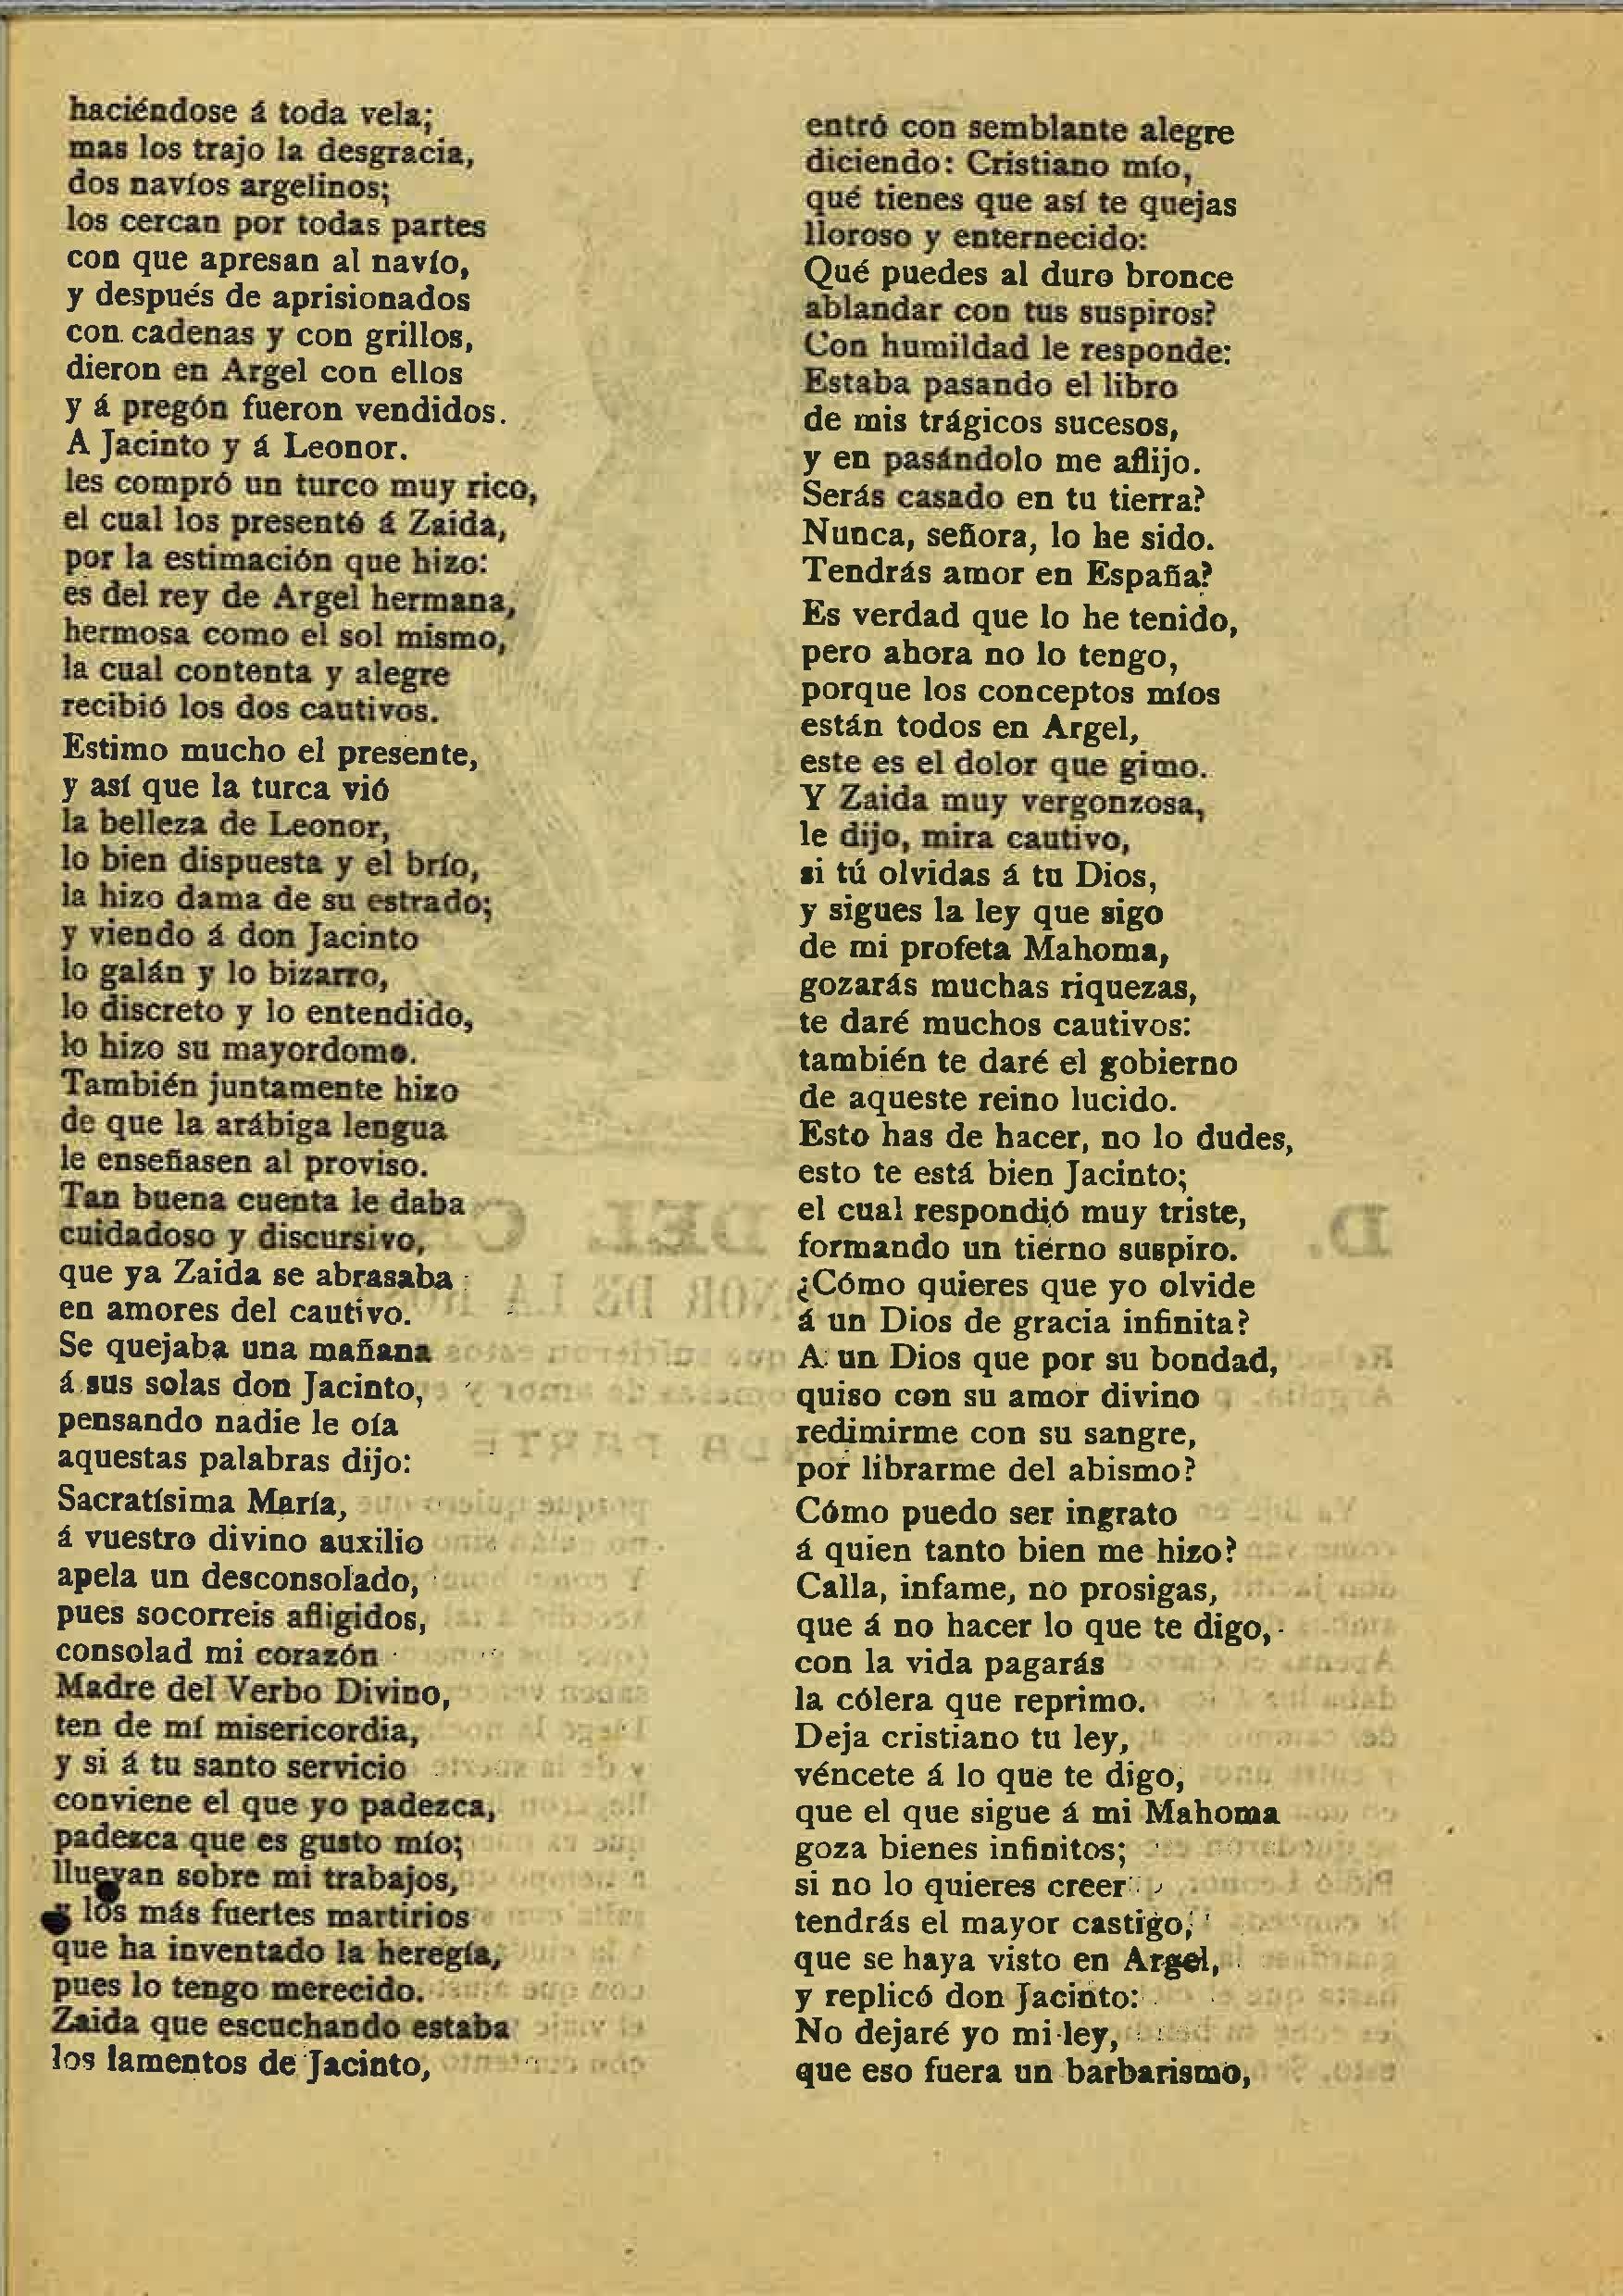 haciéndose á toda vela;
mas los trajo la desgracia,
dos navíos argelinos;
los cercan por todas partes
con que apresan al navío,
y después de aprisionados
con cadenas y con grillos,
dieron en Argel con ellos
y á pregón fueron vendidos.
A Jacinto y á Leonor.
les compró un turco muy rico,
el cual los presentó á Zaida,
por la estimación que hizo:
es del rey de Argel hermana,
hermosa como el sol mismo,
la cual contenta y alegre
recibió los dos cautivos.
Estimo mucho el presente,
y así que la turca vió
la belleza de Leonor,
lo bien dispuesta y el brío,
la hizo dama de su estrado;
y viendo á don Jacinto
lo galán y lo bizarro,
lo discreto y lo entendido,
lo hizo su mayordomo.
También juntamente hizo
de que la arábiga lengua
le enseñasen al proviso.
Tan buena cuenta le daba
cuidadoso y discursivo,
que ya Zaida se abrasaba
en amores del cautivo.
Se quejaba una mañana
á sus solas don Jacinto,
pensando nadie le oía
aquestas palabras dijo:
Sacratísima María,
á vuestro divino auxilio
apela un desconsolado,
pues socorreis afligidos,
consolad mi corazón
Madre del Verbo Divino,
ten de mí misericordia,
y si á tu santo servicio
conviene el que yo padezca,
padezca que es gusto mío;
lluevan sobre mi trabajos,
y los más fuertes martirios
que ha inventado la heregía,
pues lo tengo merecido.
Zaida que escuchando estaba
los lamentos de Jacinto,
entró con semblante alegre
diciendo: Cristiano mío,
qué tienes que así te quejas
lloroso y enternecido:
Qué puedes al duro bronce
ablandar con tus suspiros?
Con humildad le responde:
Estaba pasando el libro
de mis trágicos sucesos,
y en pasándolo me aflijo.
Serás casado en tu tierra?
Nunca, señora, lo he sido.
Tendrás amor en España?
Es verdad que lo he tenido,
pero ahora no lo tengo,
porque los conceptos míos
están todos en Argel,
este es el dolor que gimo.
Y Zaida muy vergonzosa,
le dijo, mira cautivo,
si tú olvidas á tu Dios,
y sigues la ley que sigo
de mi profeta Mahoma,
gozarás muchas riquezas,
te daré muchos cautivos:
también te daré el gobierno
de aqueste reino lucido.
Esto has de hacer, no lo dudes,
esto te está bien Jacinto;
el cual respondió muy triste,
formando un tierno suspiro.
¿Cómo quieres que yo olvide
á un Dios de gracia infinita?
A un Dios que por su bondad,
quiso con su amor divino
redimirme con su sangre,
por librarme del abismo?
Cómo puedo ser ingrato
á quien tanto bien me hizo?
Calla, infame, no prosigas,
que á no hacer lo que te digo,
con la vida pagarás
la cólera que reprimo.
Deja cristiano tu ley,
véncete á lo que te digo,
que el que sigue á mi Mahoma
goza bienes infinitos;
si no lo quieres creer
tendrás el mayor castigo,
que se haya visto en Argel,
y replicó don Jacinto:
No dejaré yo mi ley,
que eso fuera un barbarismo,